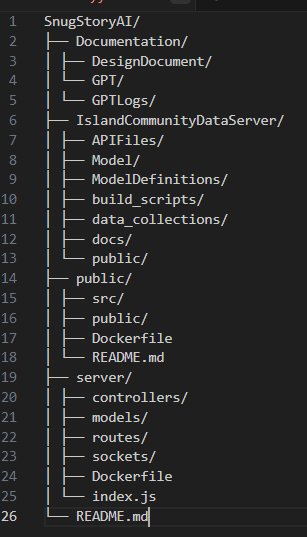 1 SnugStoryAI/
2 ├── Documentation/
3 │ ├── DesignDocument/
4 │ └── GPT/
5 │ └── GPTLogs/
6 ├── IslandCommunityDataServer/
7 │ ├── APIFiles/
8 │ ├── Model/
9 │ ├── ModelDefinitions/
10 │ ├── build_scripts/
11 │ ├── data_collections/
12 │ ├── docs/
13 │ └── public/
14 ├── public/
15 │ ├── src/
16 │ ├── public/
17 │ ├── Dockerfile
18 │ └── README.md
19 ├── server/
20 │ ├── controllers/
21 │ ├── models/
22 │ ├── routes/
23 │ ├── sockets/
24 │ ├── Dockerfile
25 │ └── index.js
26 └── README.md